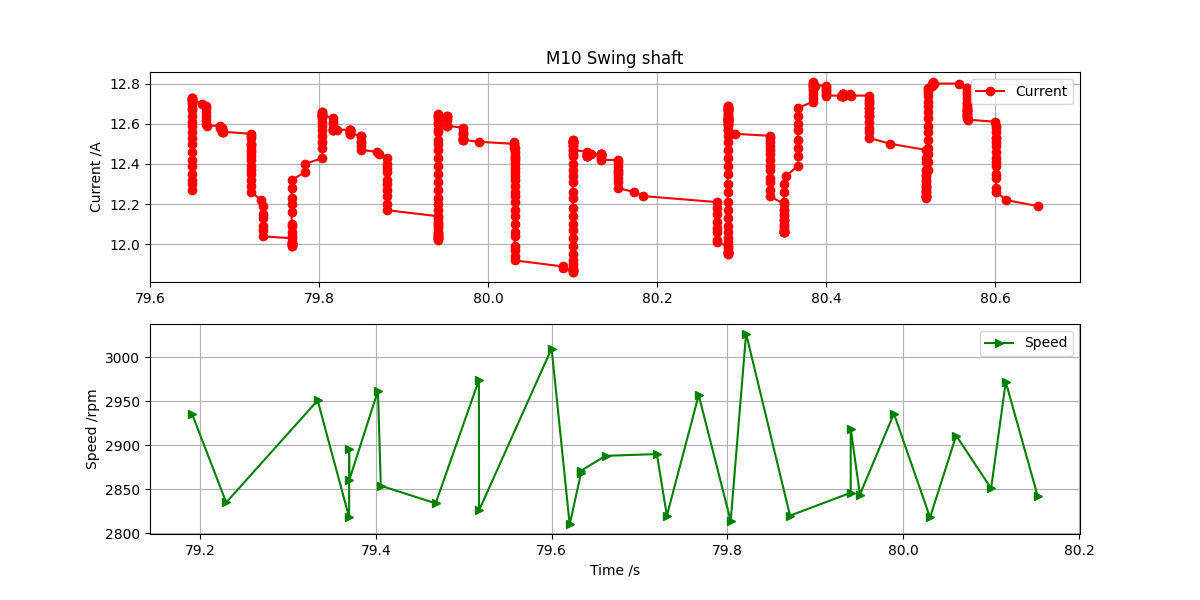 M10 Swing shaft
12.8
12.6
12.4
12.2
12.0
Current /A
Current
79.6 79.8 80.0 80.2 80.4 80.6
3000
2950
2900
2850
2800
Speed /rpm
Speed
79.2 79.4 79.6 79.8 80.0 80.2
Time /s